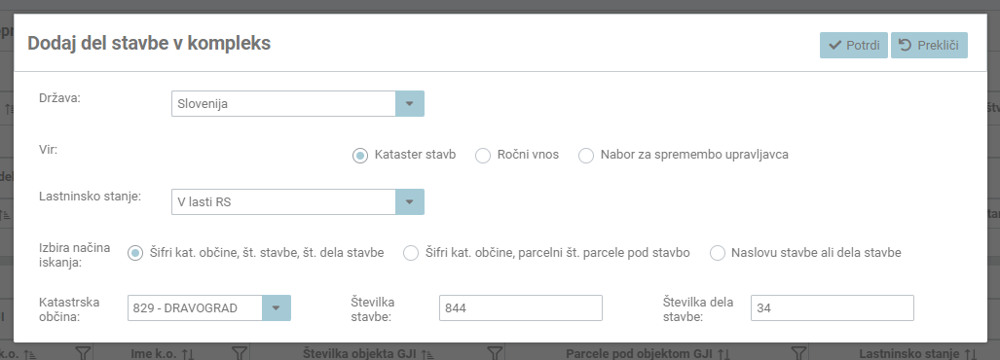 Dodaj del stavbe v kompleks
Potrdi
Prekliči
Država:
Slovenija
Vir:
Kataster stavb
Ročni vnos
Nabor za spremembo upravljavca
Lastninsko stanje:
V lasti RS
Izbira načina
iskanja:
Šifri kat. občine, št. stavbe, št. dela stavbe
Šifri kat. občine, parcelni št. parcele pod stavbo
Naslovu stavbe ali dela stavbe
Katastrska
občina:
829 - DRAVOGRAD
Številka
stavbe:
844
Številka dela
stavbe:
34
k.o.
Ime k.o.
Številka objekta GJI
Parcele pod objektom GJI
Lastninsko stanje